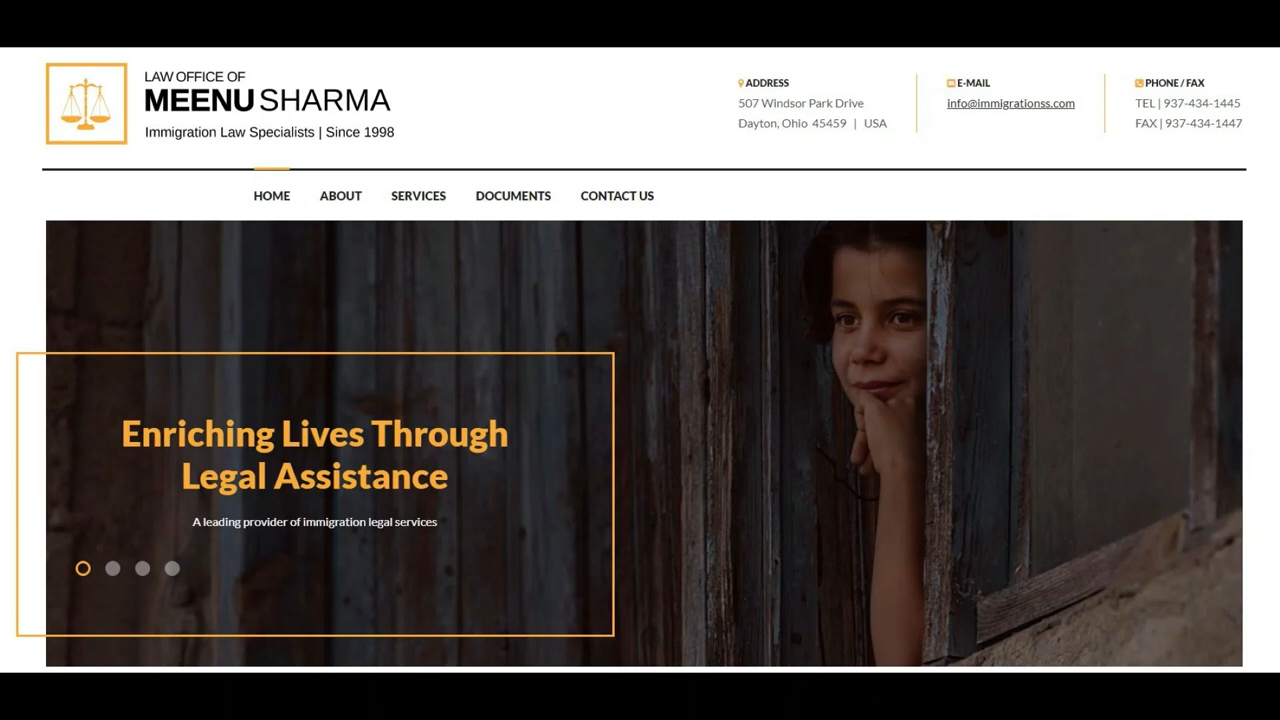 LAW OFFICE OF
MEENU SHARMA
Immigration Law Specialists | Since 1998
ADDRESS
507 Windsor Park Drive
Dayton, Ohio 45459 | USA
E-MAIL
info@immigrationss.com
PHONE / FAX
TEL | 937-434-1445
FAX | 937-434-1447
HOME ABOUT SERVICES DOCUMENTS CONTACT US
Enriching Lives Through
Legal Assistance
A leading provider of immigration legal services